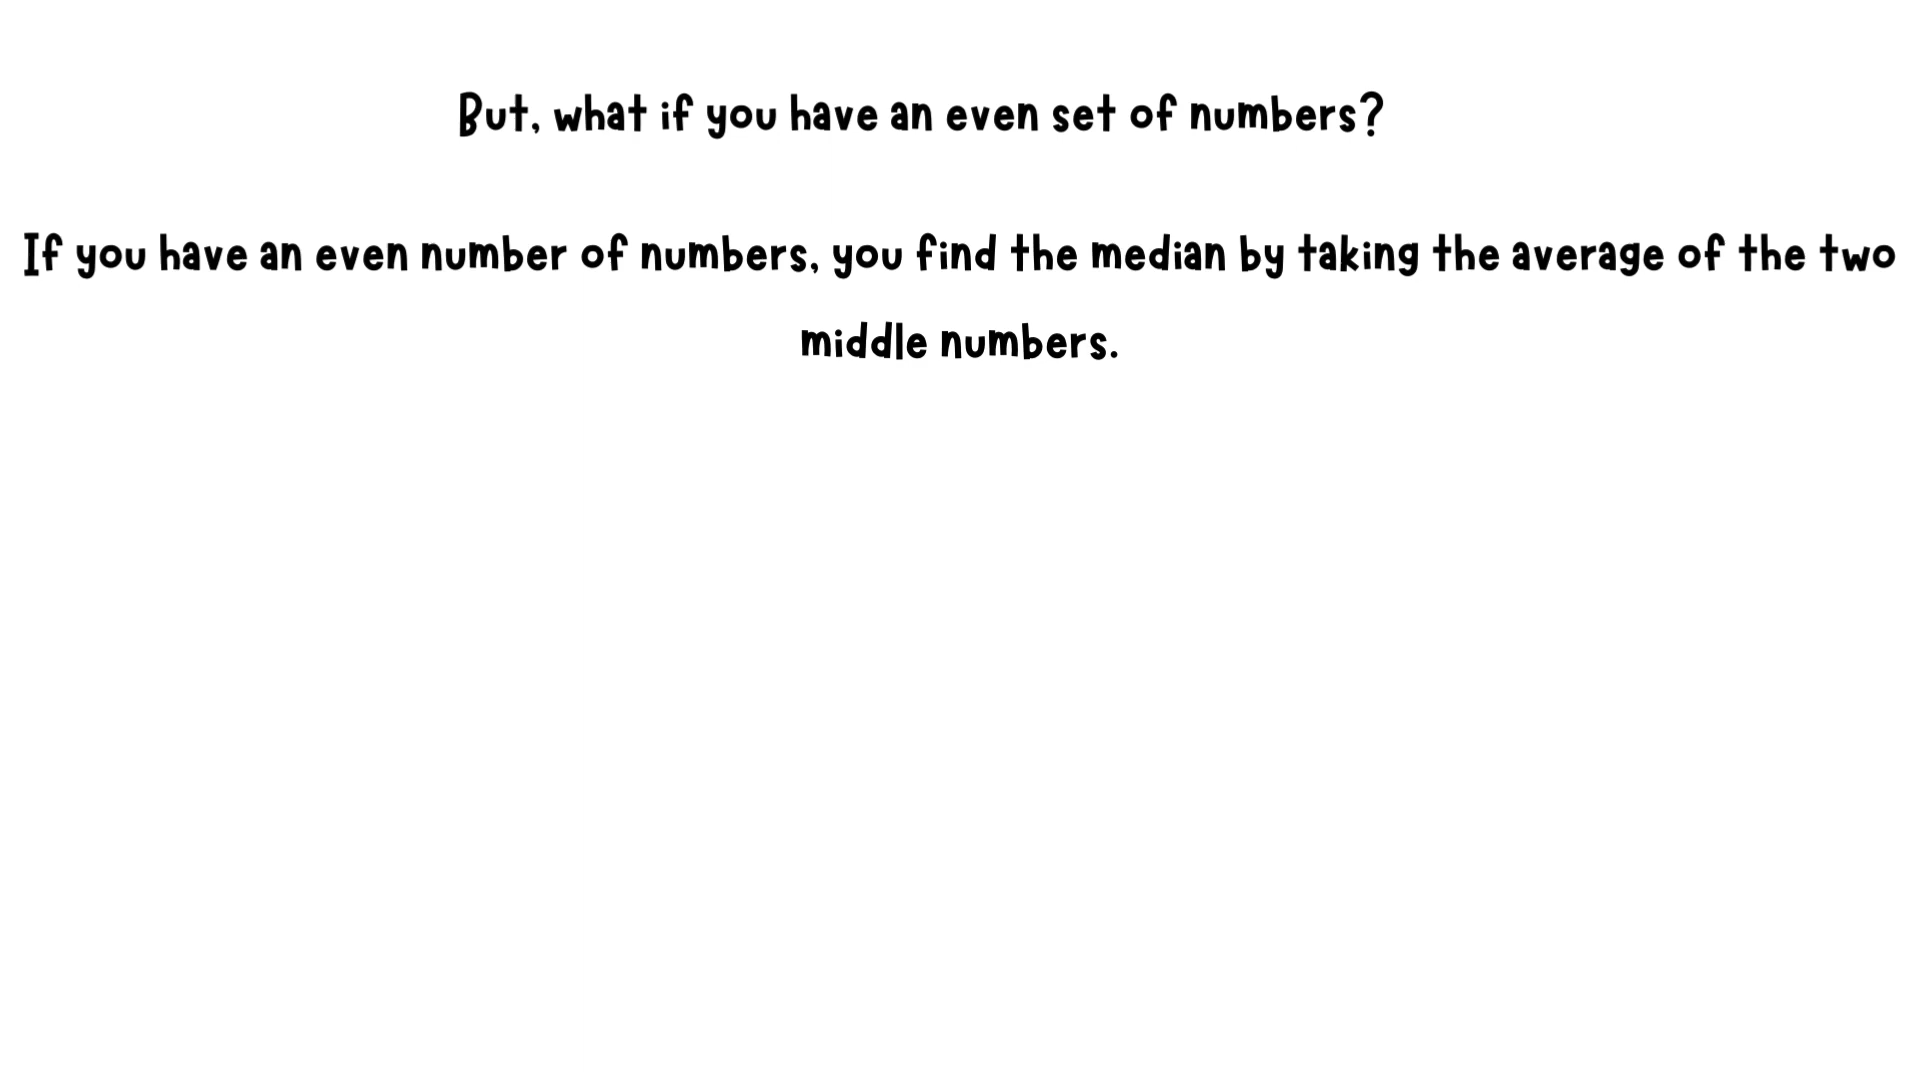 But, what if you have an even set of numbers?
If you have an even number of numbers, you find the median by taking the average of the two
middle numbers.